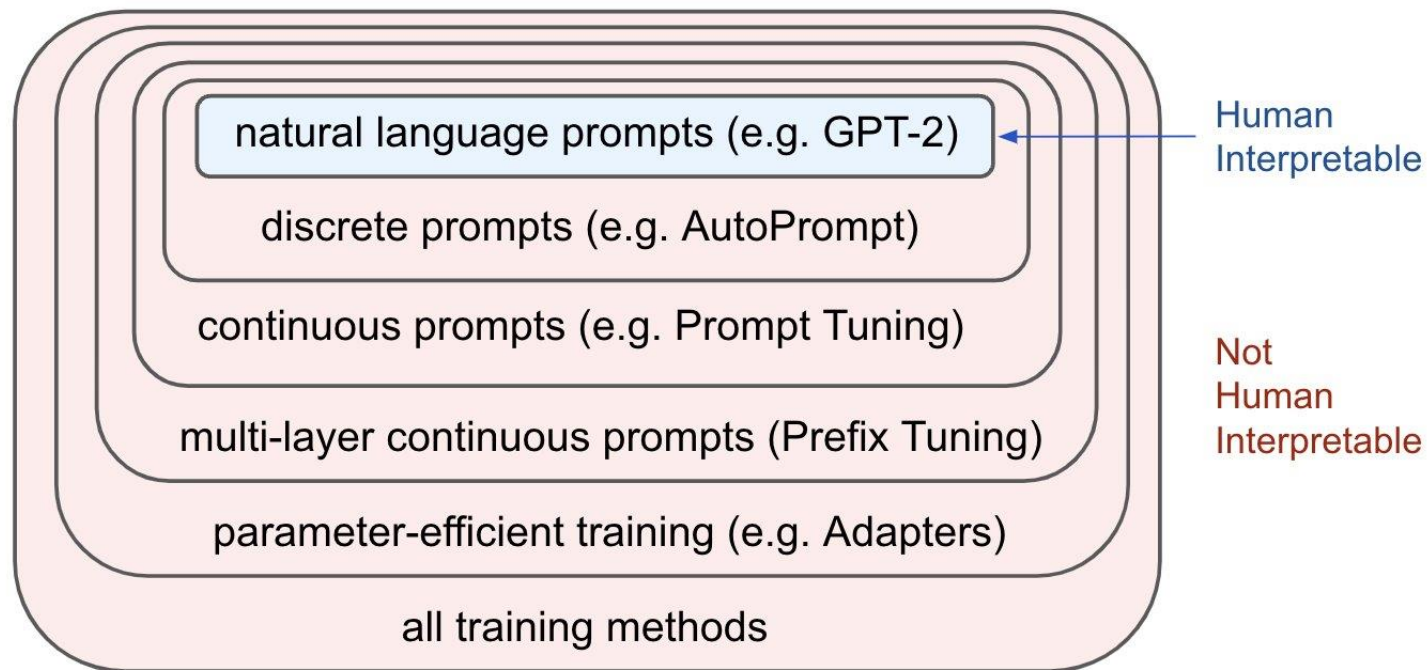 natural language prompts (e.g. GPT-2)
discrete prompts (e.g. AutoPrompt)
continuous prompts (e.g. Prompt Tuning)
multi-layer continuous prompts (Prefix Tuning)
parameter-efficient training (e.g. Adapters)
all training methods
Human
Interpretable
Not
Human
Interpretable